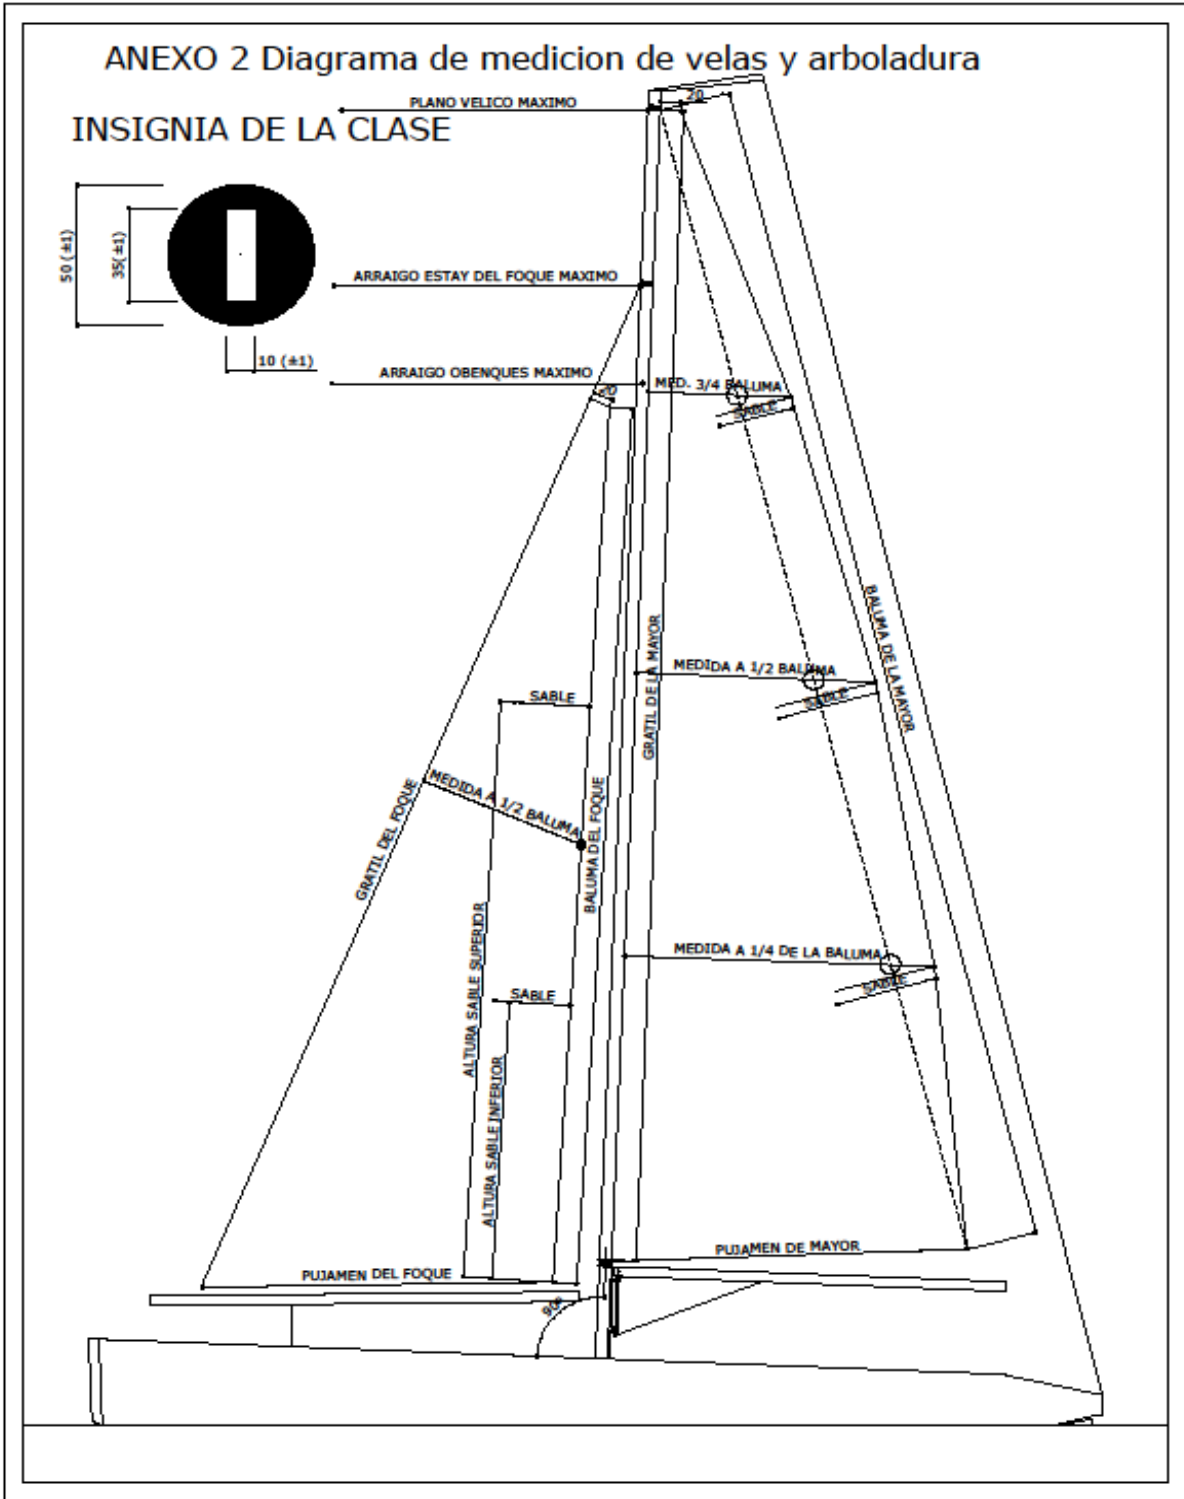 ANEXO 2 Diagrama de medicion de velas y arboladura
PLANO VELICO MAXIMO
20
INSIGNIA DE LA CLASE
50 (±1)
35(±1)
10 (±1)
ARRAIGO ESTAY DEL FOQUE MAXIMO
ARRAIGO OBENQUES MAXIMO
20
MED. 3/4 BALUMA
SABLE
BALUMA DE LA MAYOR
GRATIL DE LA MAYOR
MEDIDA A 1/2 BALUMA
SABLE
SABLE
MEDIDA A 1/2 BALUMA
GRATIL DEL FOQUE
BALUMA DEL FOQUE
ALTURA SABLE SUPERIOR
MEDIDA A 1/4 DE LA BALUMA
SABLE
SABLE
ALTURA SABLE INFERIOR
PUJAMEN DE MAYOR
PUJAMEN DEL FOQUE
90º